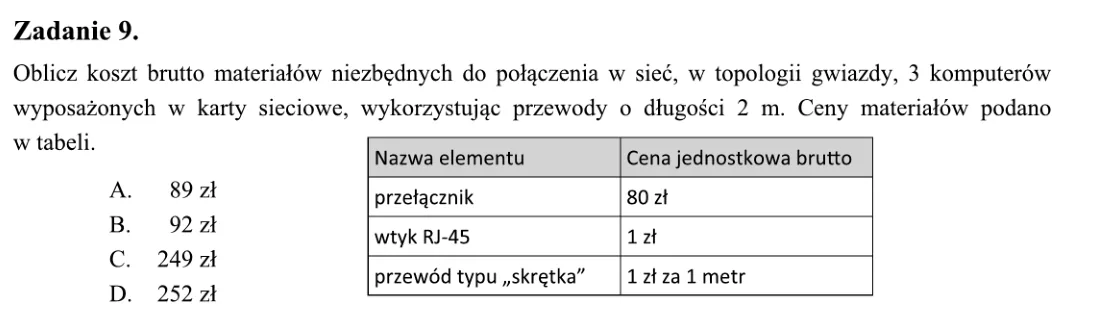 Zadanie 9.
Oblicz koszt brutto materiałów niezbędnych do połączenia w sieć, w topologii gwiazdy, 3 komputerów
wyposażonych w karty sieciowe, wykorzystując przewody o długości 2 m. Ceny materiałów podano
w tabeli.
A. 89 zł
B. 92 zł
C. 249 zł
D. 252 zł
Nazwa elementu Cena jednostkowa brutto
przełącznik 80 zł
wtyk RJ-45 1 zł
przewód typu „skrętka” 1 zł za 1 metr